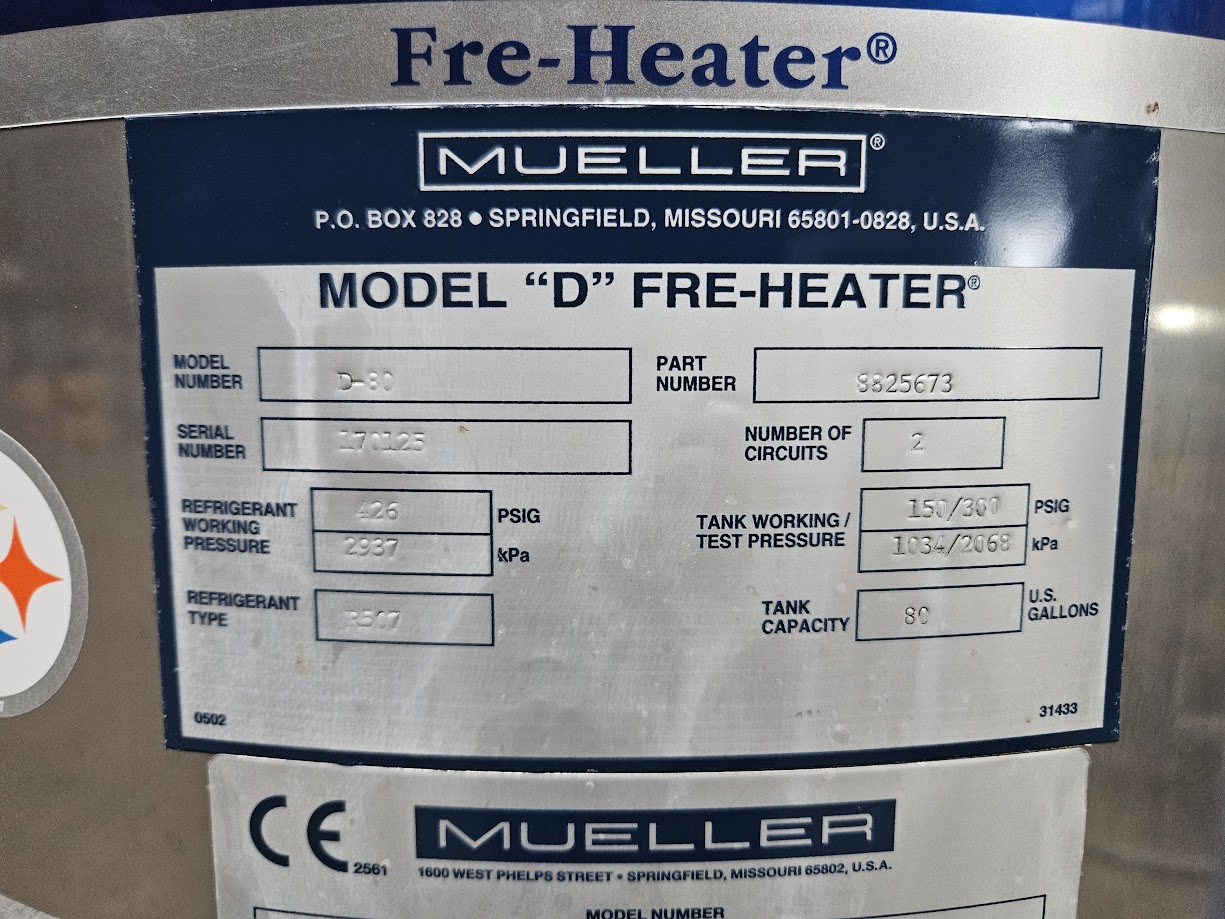 Fre-Heater®
MUELLER®
P.O. BOX 828 • SPRINGFIELD, MISSOURI 65801-0828, U.S.A.
MODEL "D" FRE-HEATER®
MODEL NUMBER D-80
PART NUMBER 8825673
SERIAL NUMBER 170125
NUMBER OF CIRCUITS 2
REFRIGERANT WORKING PRESSURE 426 PSIG
2937 kPa
TANK WORKING / TEST PRESSURE 150/300 PSIG
1034/2068 kPa
REFRIGERANT TYPE R507
TANK CAPACITY 80 U.S. GALLONS
0502
31433
CE 2561
MUELLER
1600 WEST PHELPS STREET • SPRINGFIELD, MISSOURI 65802, U.S.A.
MODEL NUMBER